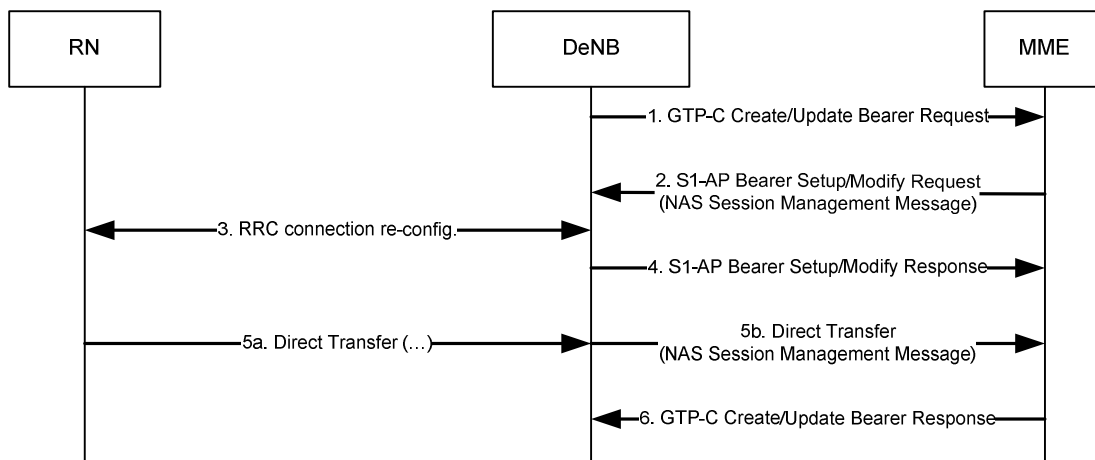 RN
DeNB
MME
1. GTP-C Create/Update Bearer Request
2. S1-AP Bearer Setup/Modify Request
(NAS Session Management Message)
3. RRC connection re-config.
4. S1-AP Bearer Setup/Modify Response
5a. Direct Transfer (…)
5b. Direct Transfer
(NAS Session Management Message)
6. GTP-C Create/Update Bearer Response